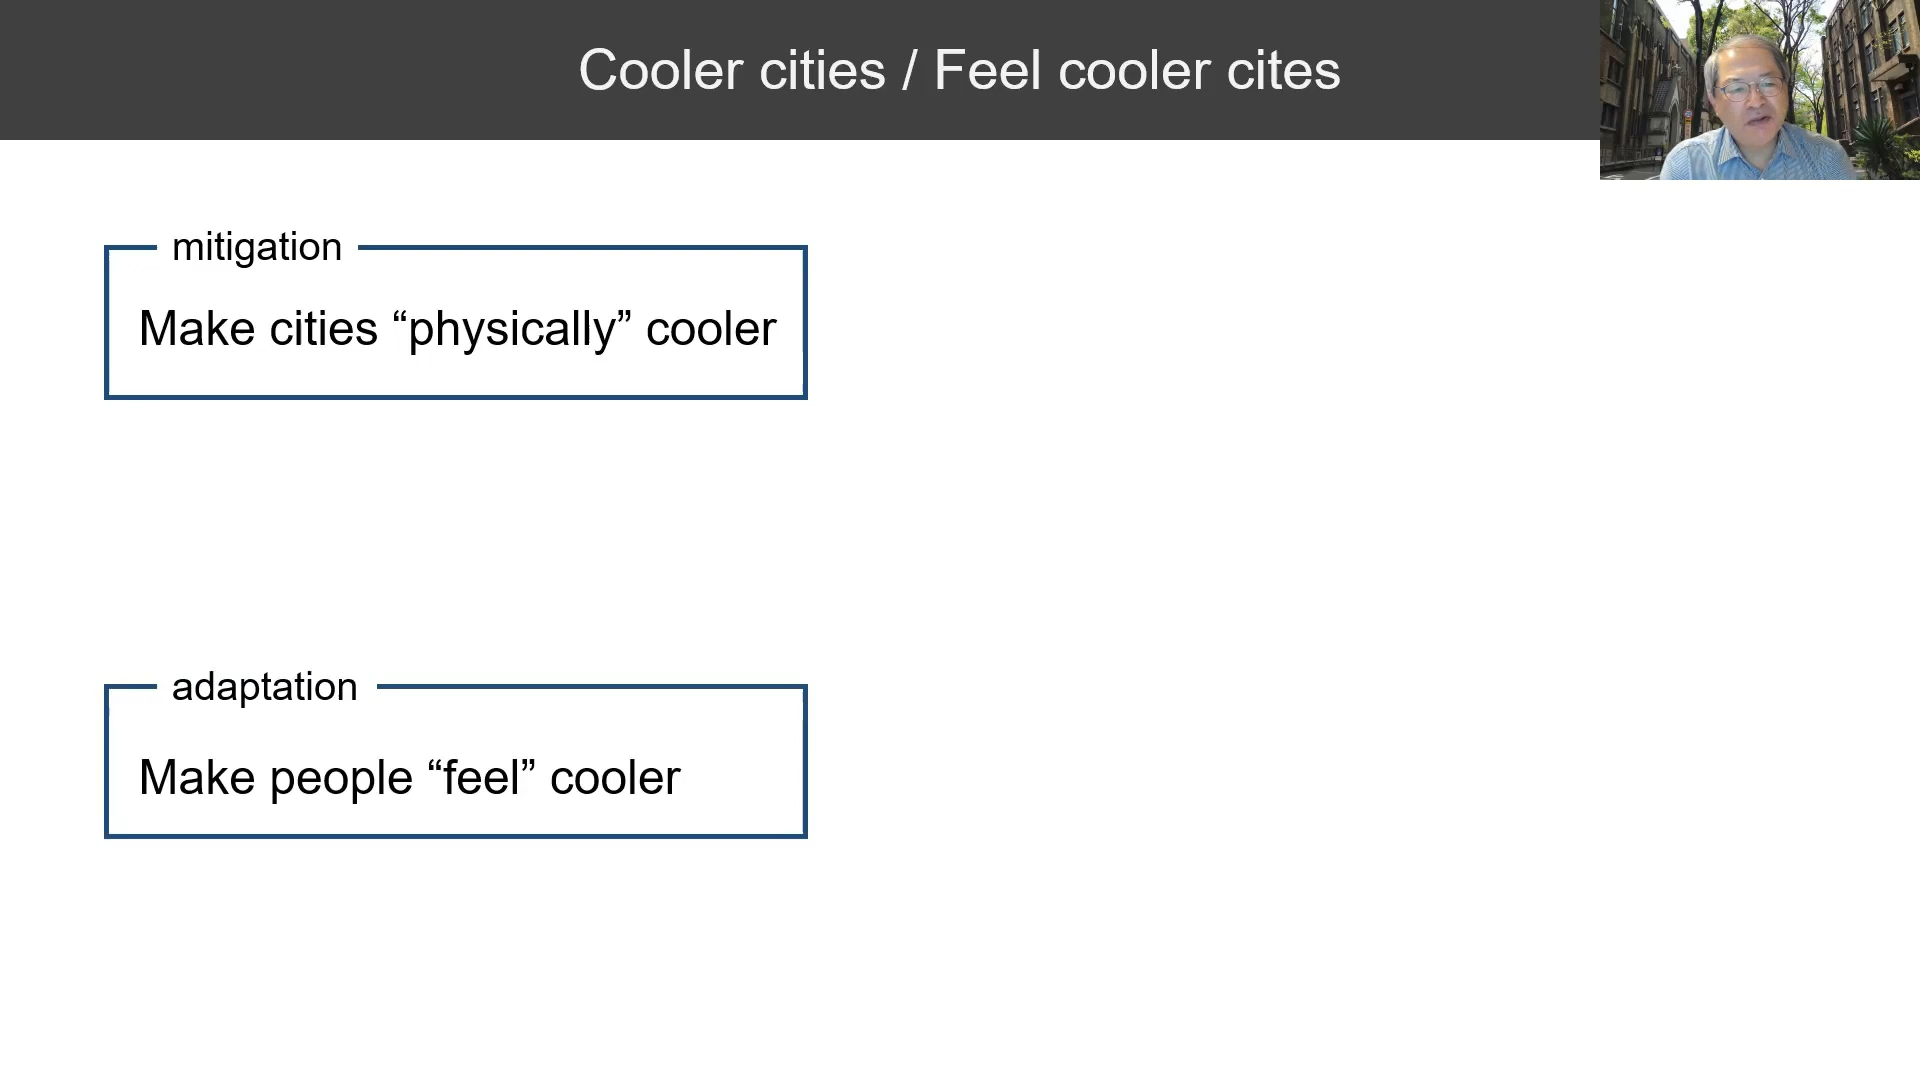 Cooler cities / Feel cooler cites
mitigation
Make cities “physically” cooler
adaptation
Make people “feel” cooler